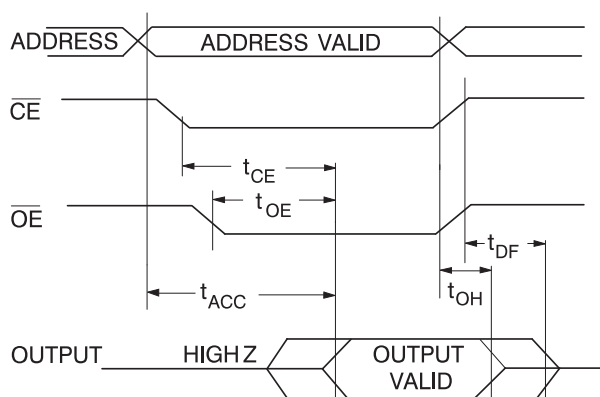 ADDRESS ADDRESS VALID
CE
tCE
tOE
OE
tDF
tOH
tACC
OUTPUT HIGH Z OUTPUT
VALID